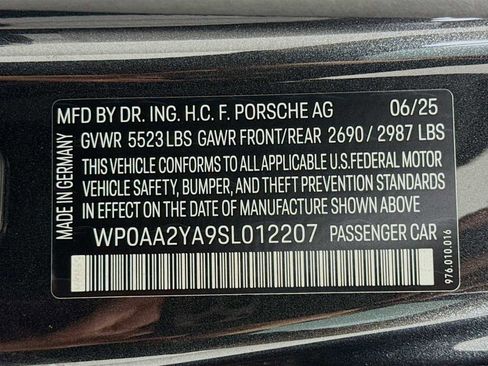 MFD BY DR. ING. H.C. F. PORSCHE AG 06/25
GVWR 5523 LBS GAWR FRONT/REAR 2690 / 2987 LBS
THIS VEHICLE CONFORMS TO ALL APPLICABLE U.S.FEDERAL MOTOR
VEHICLE SAFETY, BUMPER, AND THEFT PREVENTION STANDARDS
IN EFFECT ON THE DATE OF MANUFACTURE SHOWN ABOVE
WP0AA2YA9SL012207 PASSENGER CAR
MADE IN GERMANY
976.010.016